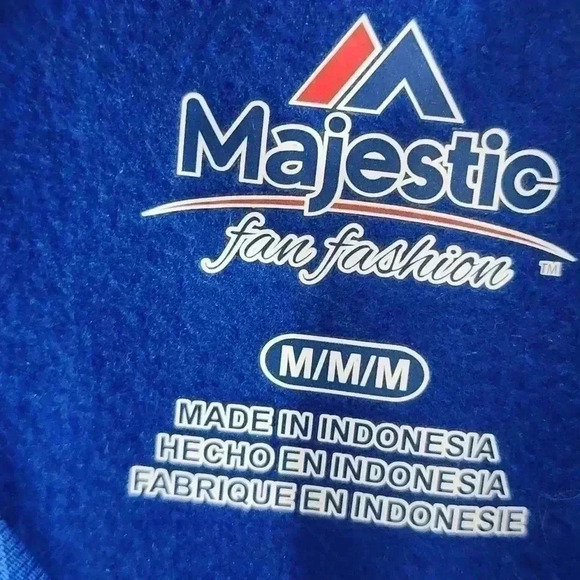 Majestic
fan fashion
TM
M/M/M
MADE IN INDONESIA
HECHO EN INDONESIA
FABRIQUE EN INDONESIE